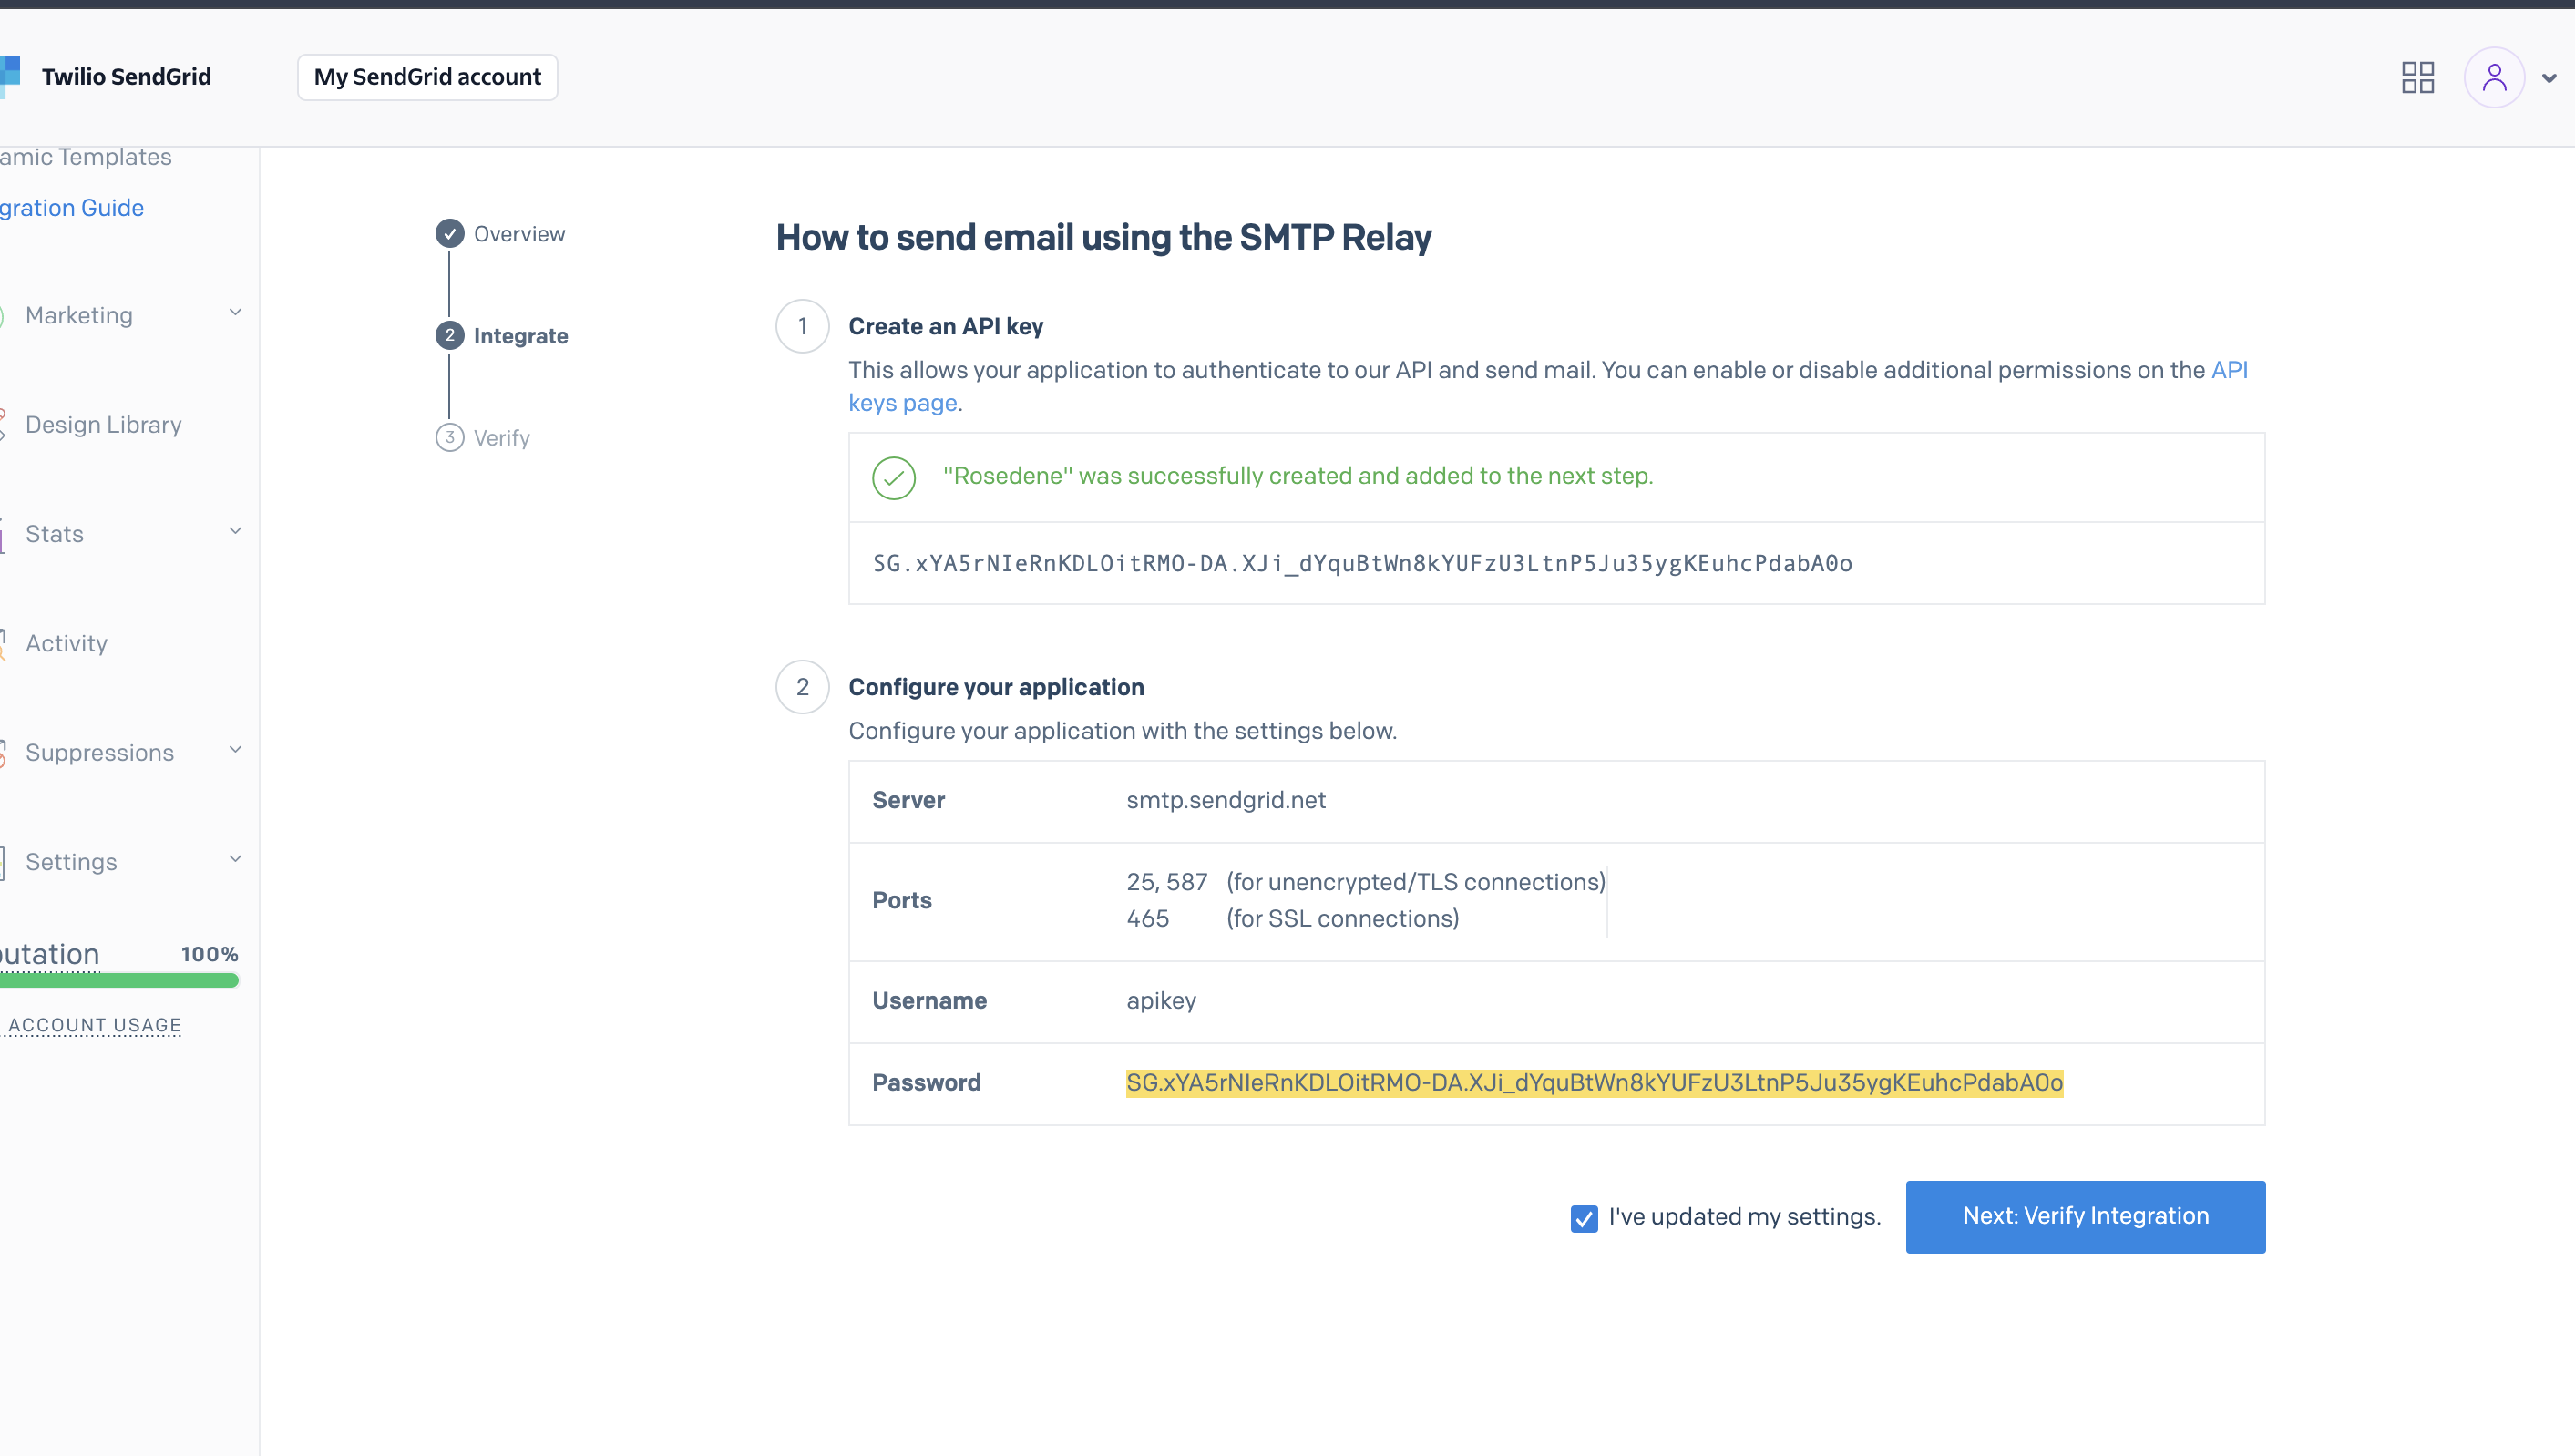 Twilio SendGrid
My SendGrid account
amic Templates
gration Guide
Marketing
Design Library
Stats
Activity
Suppressions
Settings
putation 100%
ACCOUNT USAGE
Overview
2 Integrate
3 Verify
How to send email using the SMTP Relay
1 Create an API key
This allows your application to authenticate to our API and send mail. You can enable or disable additional permissions on the API
keys page.
"Rosedene" was successfully created and added to the next step.
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
2 Configure your application
Configure your application with the settings below.
Server smtp.sendgrid.net
Ports
25, 587 (for unencrypted/TLS connections)
465 (for SSL connections)
Username apikey
Password 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
I've updated my settings.
Next: Verify Integration